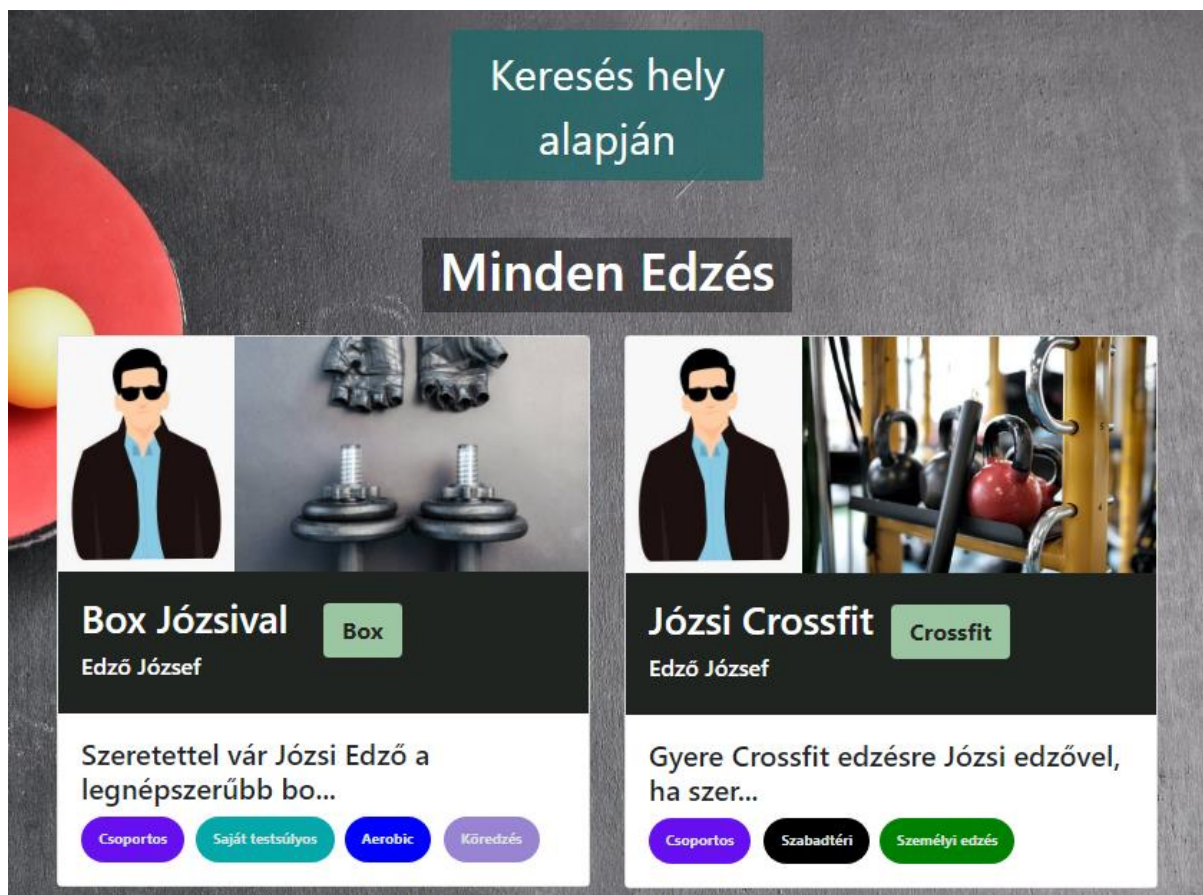 Keresés hely
alapján
Minden Edzés
Box Józsival
Box
Edző József
Szeretettel vár Józsi Edző a
legnépszerűbb bo...
Csoportos
Saját testsúlyos
Aerobic
Köredzés
Józsi Crossfit
Crossfit
Edző József
Gyere Crossfit edzésre Józsi edzővel,
ha szer...
Csoportos
Szabadtéri
Személyi edzés